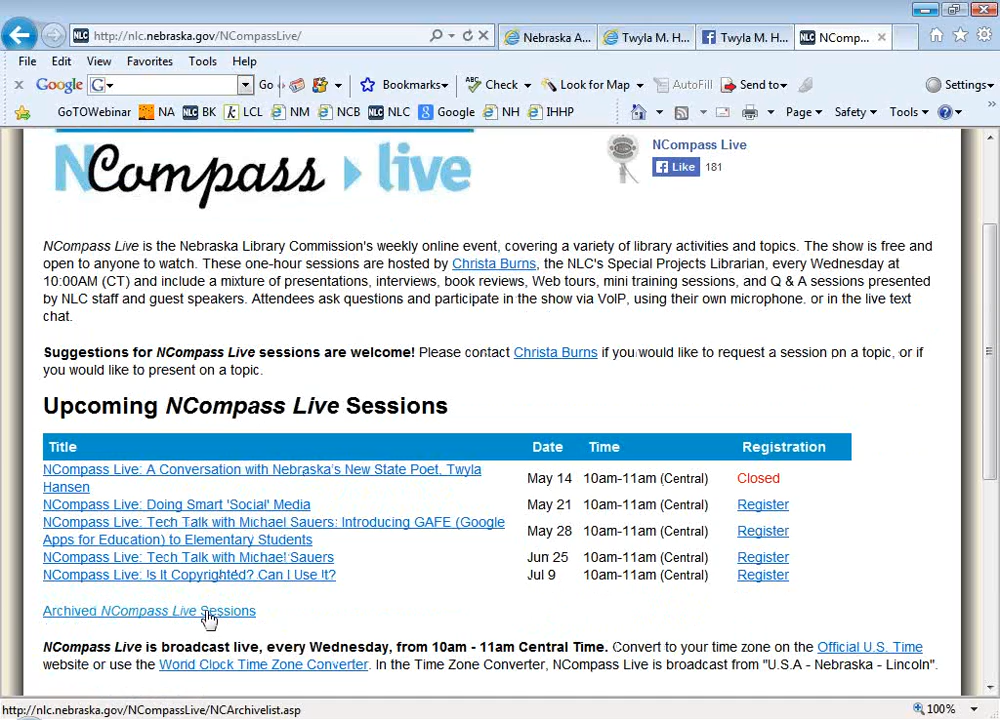 NLC http://nlc.nebraska.gov/NCompassLive/ Nebraska A... Twyla M. H... Twyla M. H... NLC NComp...
File Edit View Favorites Tools Help
x Google G Go Bookmarks ABC Check Look for Map AutoFill Send to Settings
GoTOWebinar NA NLC BK k LCL NM NCB NLC NLC g Google NH IHHP Page Safety Tools
NCompass live
NCompass Live
Like 181
NCompass Live is the Nebraska Library Commission's weekly online event, covering a variety of library activities and topics. The show is free and
open to anyone to watch. These one-hour sessions are hosted by Christa Burns, the NLC's Special Projects Librarian, every Wednesday at
10:00AM (CT) and include a mixture of presentations, interviews, book reviews, Web tours, mini training sessions, and Q & A sessions presented
by NLC staff and guest speakers. Attendees ask questions and participate in the show via VoIP, using their own microphone. or in the live text
chat.
Suggestions for NCompass Live sessions are welcome! Please contact Christa Burns if you would like to request a session on a topic, or if
you would like to present on a topic.
Upcoming NCompass Live Sessions
Title Date Time Registration
NCompass Live: A Conversation with Nebraska's New State Poet, Twyla
Hansen May 14 10am-11am (Central) Closed
NCompass Live: Doing Smart 'Social' Media May 21 10am-11am (Central) Register
NCompass Live: Tech Talk with Michael Sauers: Introducing GAFE (Google
Apps for Education) to Elementary Students May 28 10am-11am (Central) Register
NCompass Live: Tech Talk with Michael Sauers Jun 25 10am-11am (Central) Register
NCompass Live: Is It Copyrighted? Can I Use It? Jul 9 10am-11am (Central) Register
Archived NCompass Live Sessions
NCompass Live is broadcast live, every Wednesday, from 10am - 11am Central Time. Convert to your time zone on the Official U.S. Time
website or use the World Clock Time Zone Converter. In the Time Zone Converter, NCompass Live is broadcast from "U.S.A - Nebraska - Lincoln".
http://nlc.nebraska.gov/NCompassLive/NCArchivelist.asp 100%